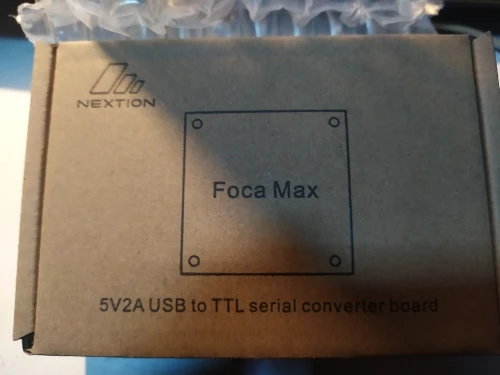 NEXTION
Foca Max
5V2A USB to TTL serial converter board